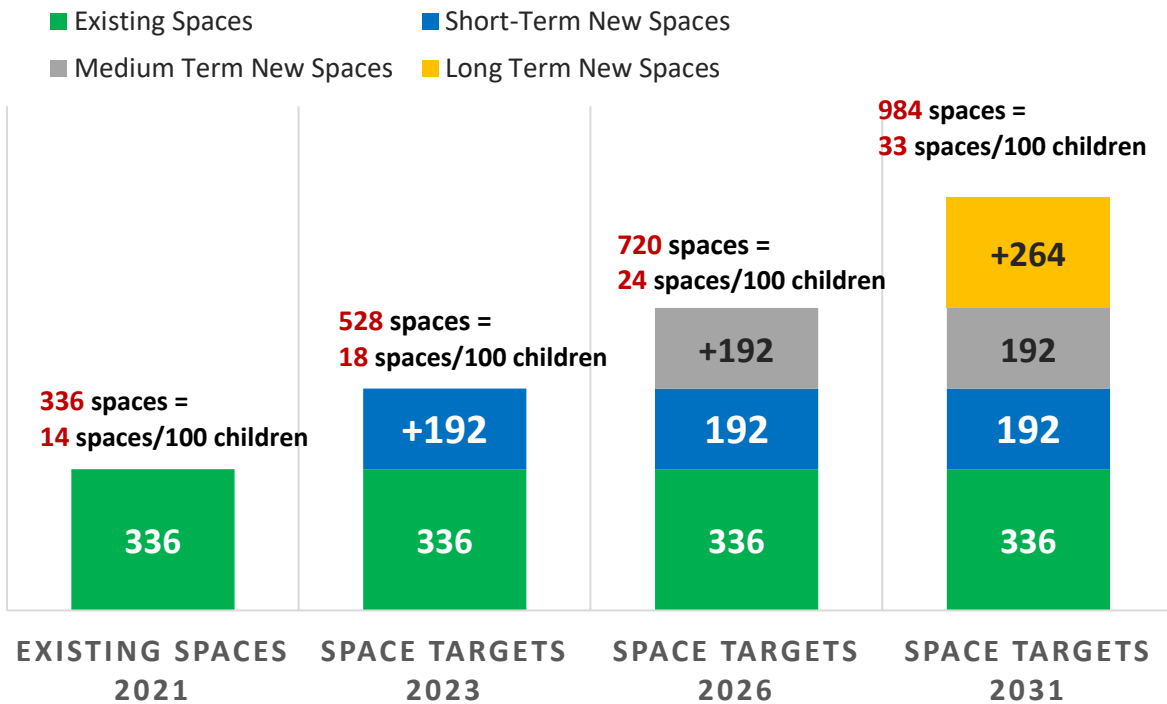 Existing Spaces
Short-Term New Spaces
Medium Term New Spaces
Long Term New Spaces
336 spaces =
14 spaces/100 children
336
EXISTING SPACES
2021
528 spaces =
18 spaces/100 children
+192
336
SPACE TARGETS
2023
720 spaces =
24 spaces/100 children
+192
192
336
SPACE TARGETS
2026
984 spaces =
33 spaces/100 children
+264
192
192
336
SPACE TARGETS
2031